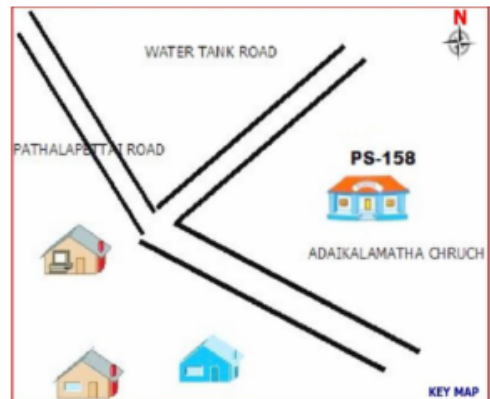 N
WATER TANK ROAD
PATHALAPETTAI ROAD
PS-158
ADAIKALAMATHA CHRUCH
KEY MAP